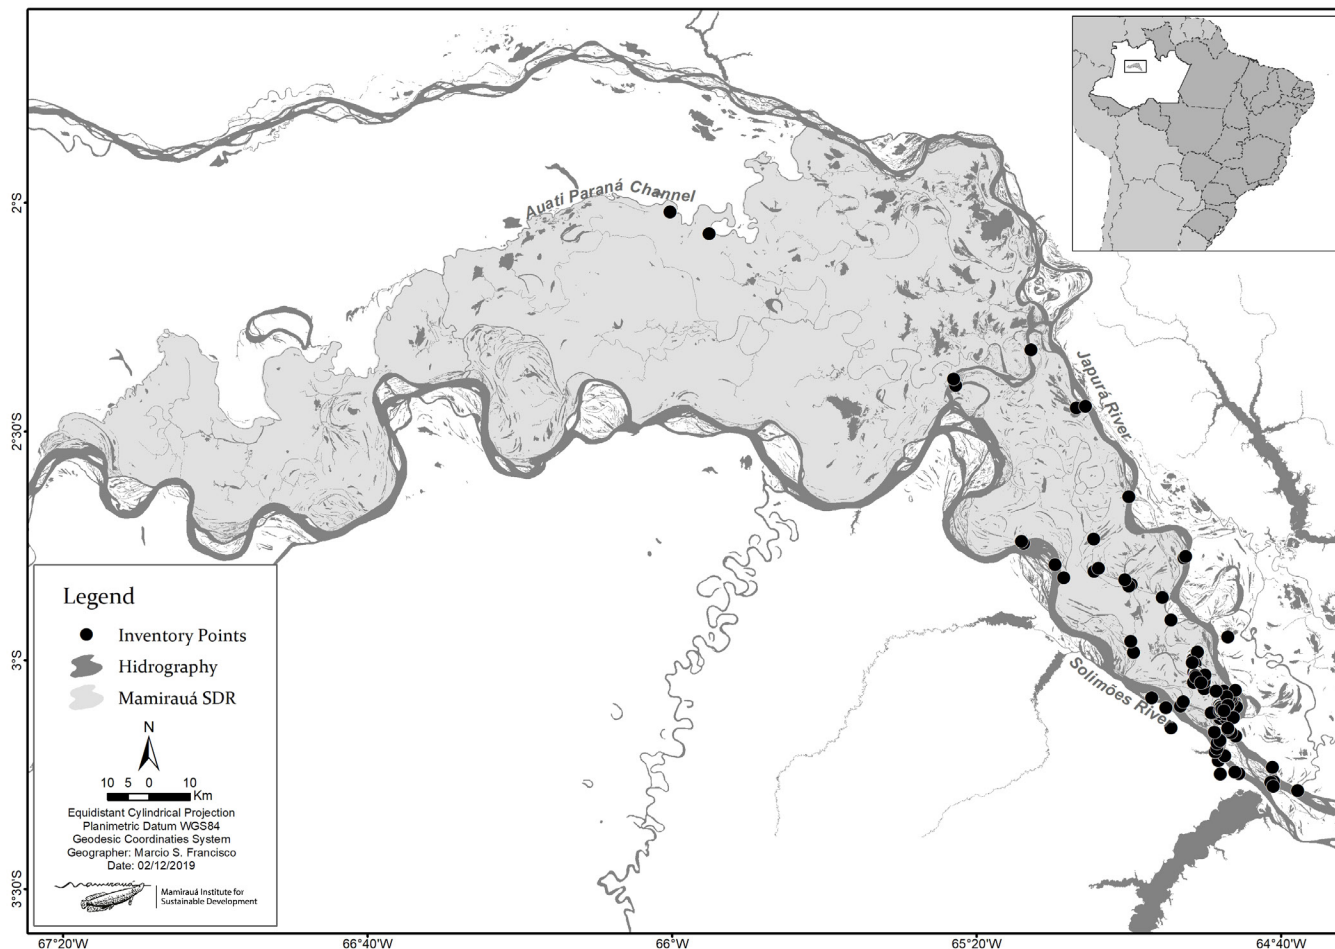 Auati Paraná Channel
Japurá River
Solimões River
2°S
2°30'S
3°S
3°30'S
67°20'W
66°40'W
66°W
65°20'W
64°40'W
Legend
Inventory Points
Hidrography
Mamirauá SDR
N
10 5 0 10
Km
Equidistant Cylindrical Projection
Planimetric Datum WGS84
Geodesic Coordinaties System
Geographer: Marcio S. Francisco
Date: 02/12/2019
mamirauá
Mamirauá Institute for
Sustainable Development